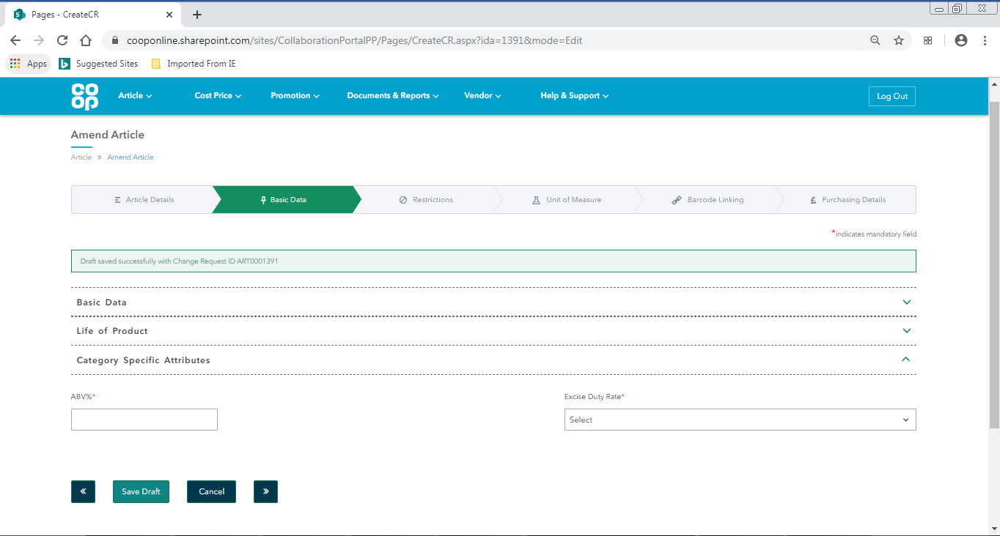 Pages - CreateCR
cooponline.sharepoint.com/sites/CollaborationPortalPP/Pages/CreateCR.aspx?ida=1391&mode=Edit
Apps Suggested Sites Imported From IE
co
op
Article Cost Price Promotion Documents & Reports Vendor Help & Support Log Out
Amend Article
Article » Amend Article
Article Details Basic Data Restrictions Unit of Measure Barcode Linking £ Purchasing Details
*indicates mandatory field
Draft saved successfully with Change Request ID ART0001391
Basic Data
Life of Product
Category Specific Attributes
ABV%* Excise Duty Rate*
Select
« Save Draft Cancel »